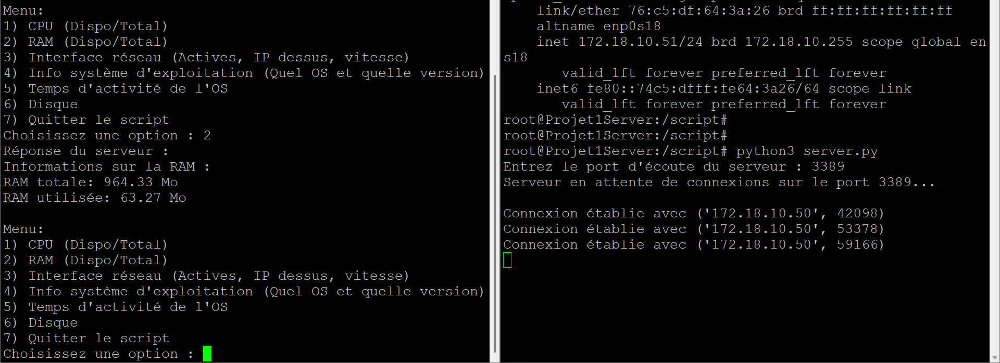 Menu:
1) CPU (Dispo/Total)
2) RAM (Dispo/Total)
3) Interface réseau (Actives, IP dessus, vitesse)
4) Info système d'exploitation (Quel OS et quelle version)
5) Temps d'activité de l'OS
6) Disque
7) Quitter le script
Choisissez une option : 2
Réponse du serveur :
Informations sur la RAM :
RAM totale: 964.33 Mo
RAM utilisée: 63.27 Mo

Menu:
1) CPU (Dispo/Total)
2) RAM (Dispo/Total)
3) Interface réseau (Actives, IP dessus, vitesse)
4) Info système d'exploitation (Quel OS et quelle version)
5) Temps d'activité de l'OS
6) Disque
7) Quitter le script
Choisissez une option :
link/ether 76:c5:df:64:3a:26 brd ff:ff:ff:ff:ff:ff
altname enp0s18
inet 172.18.10.51/24 brd 172.18.10.255 scope global en
s18
valid_lft forever preferred_lft forever
inet6 fe80::74c5:dfff:fe64:3a26/64 scope link
valid_lft forever preferred_lft forever
root@Projet1Server:/script#
root@Projet1Server:/script#
root@Projet1Server:/script# python3 server.py
Entrez le port d'écoute du serveur : 3389
Serveur en attente de connexions sur le port 3389...

Connexion établie avec ('172.18.10.50', 42098)
Connexion établie avec ('172.18.10.50', 53378)
Connexion établie avec ('172.18.10.50', 59166)